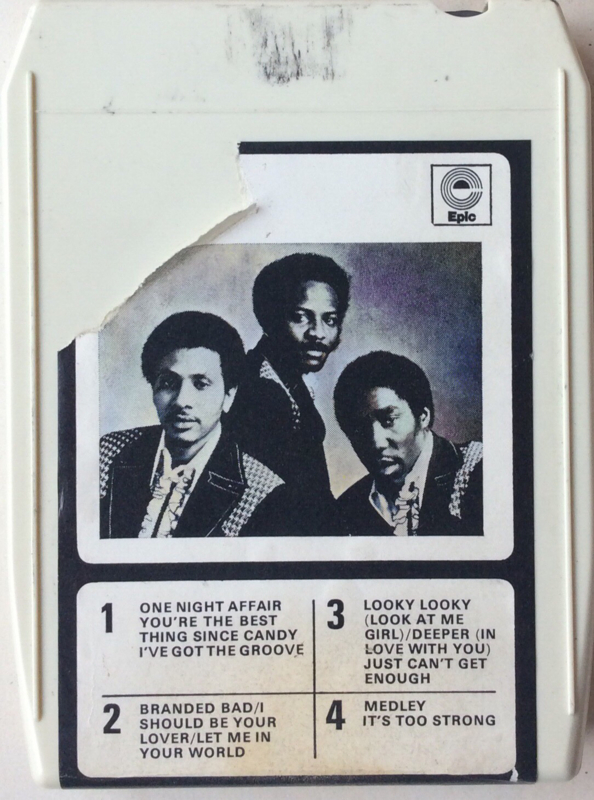 Epic
1
ONE NIGHT AFFAIR
YOU'RE THE BEST
THING SINCE CANDY
I'VE GOT THE GROOVE
2
BRANDED BAD/I
SHOULD BE YOUR
LOVER/LET ME IN
YOUR WORLD
3
LOOKY LOOKY
(LOOK AT ME
GIRL)/DEEPER (IN
LOVE WITH YOU)
JUST CAN'T GET
ENOUGH
4
MEDLEY
IT'S TOO STRONG